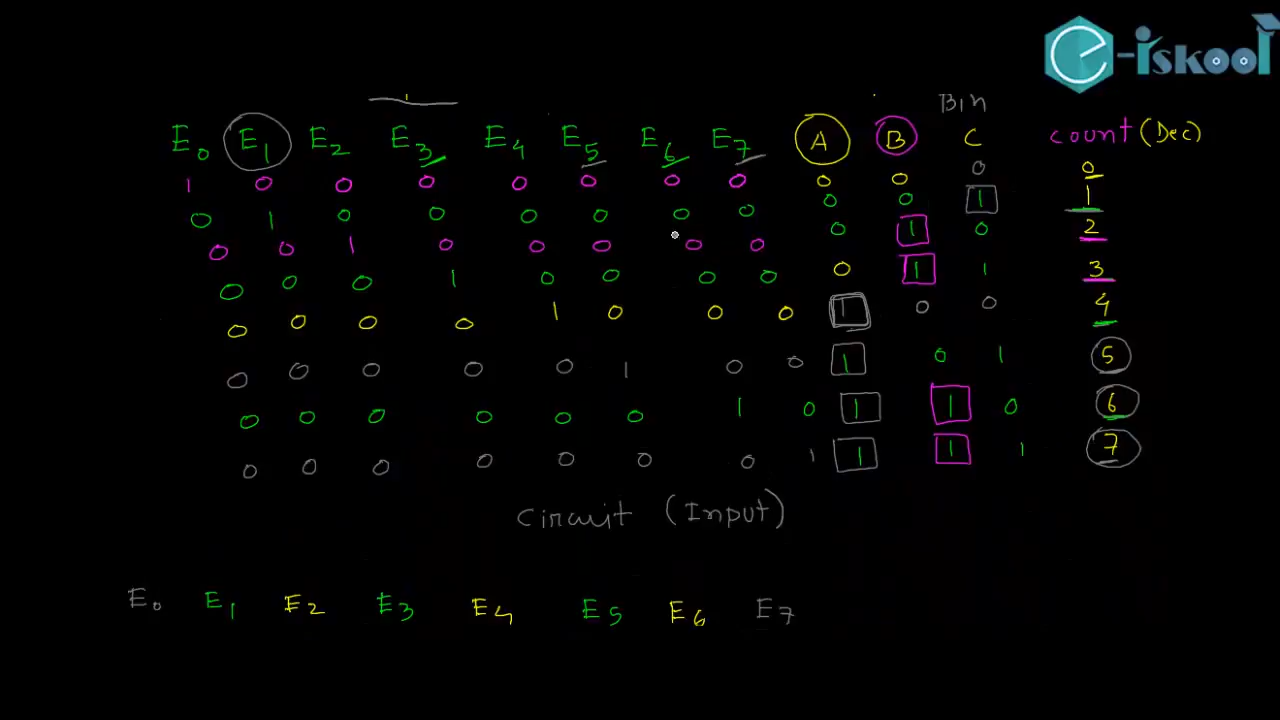 e-iskool
Bin
E0 E1 E2 E3 E4 E5 E6 E7 A B C count (Dec)
1 0 0 0 0 0 0 0 0 0 0 0
0 1 0 0 0 0 0 0 0 0 1 1
0 0 1 0 0 0 0 0 0 1 0 2
0 0 0 1 0 0 0 0 0 1 1 3
0 0 0 0 1 0 0 0 1 0 0 4
0 0 0 0 0 1 0 0 1 0 1 5
0 0 0 0 0 0 1 0 1 1 0 6
0 0 0 0 0 0 0 1 1 1 1 7
Circuit (Input)
E0 E1 E2 E3 E4 E5 E6 E7